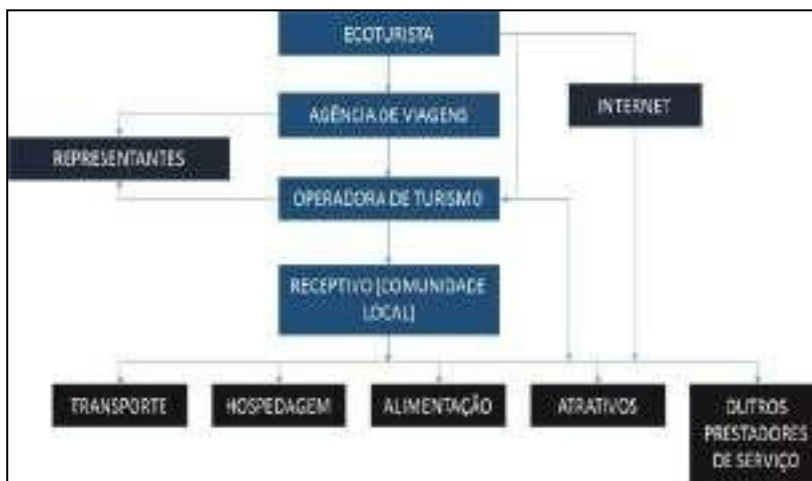 ECOTURISTA
AGÊNCIA DE VIAGENS
INTERNET
REPRESENTANTES
OPERADORA DE TURISMO
RECEPTIVO [COMUNIDADE
LOCAL]
TRANSPORTE
HOSPEDAGEM
ALIMENTAÇÃO
ATRATIVOS
OUTROS
PRESTADORES
DE SERVIÇO